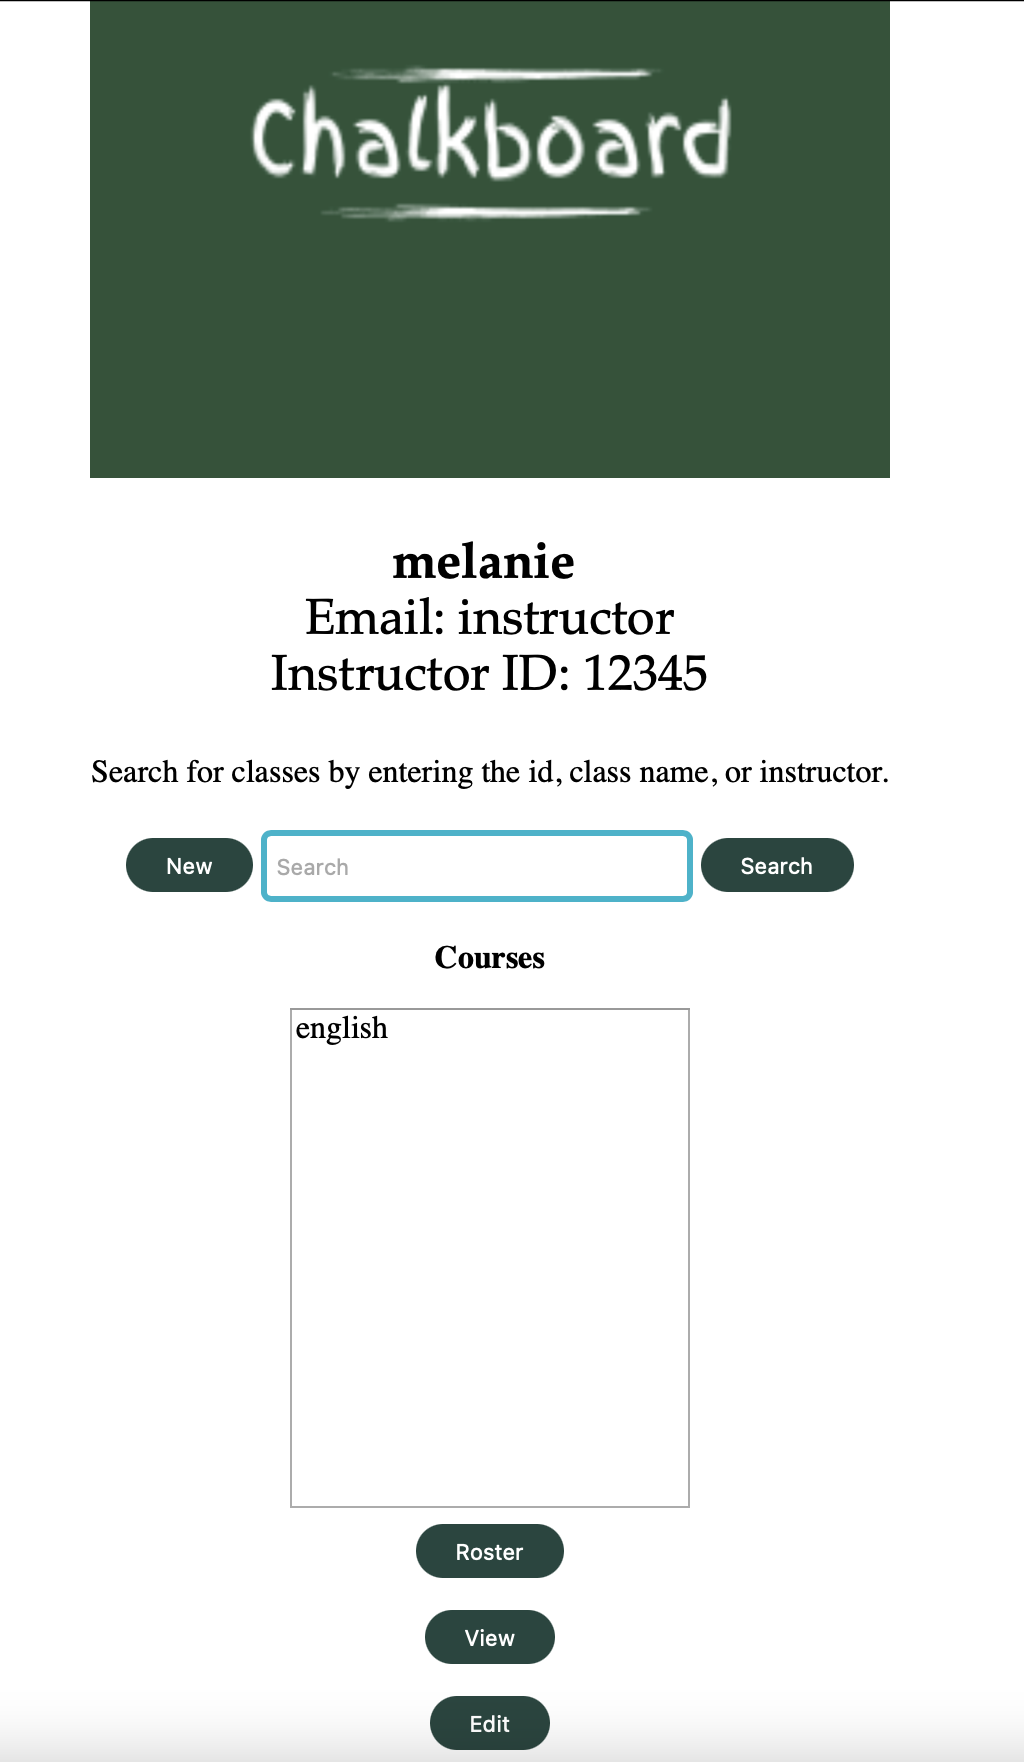 Chalkboard
melanie
Email: instructor
Instructor ID: 12345
Search for classes by entering the id, class name, or instructor.
New Search Search
Courses
english
Roster
View
Edit